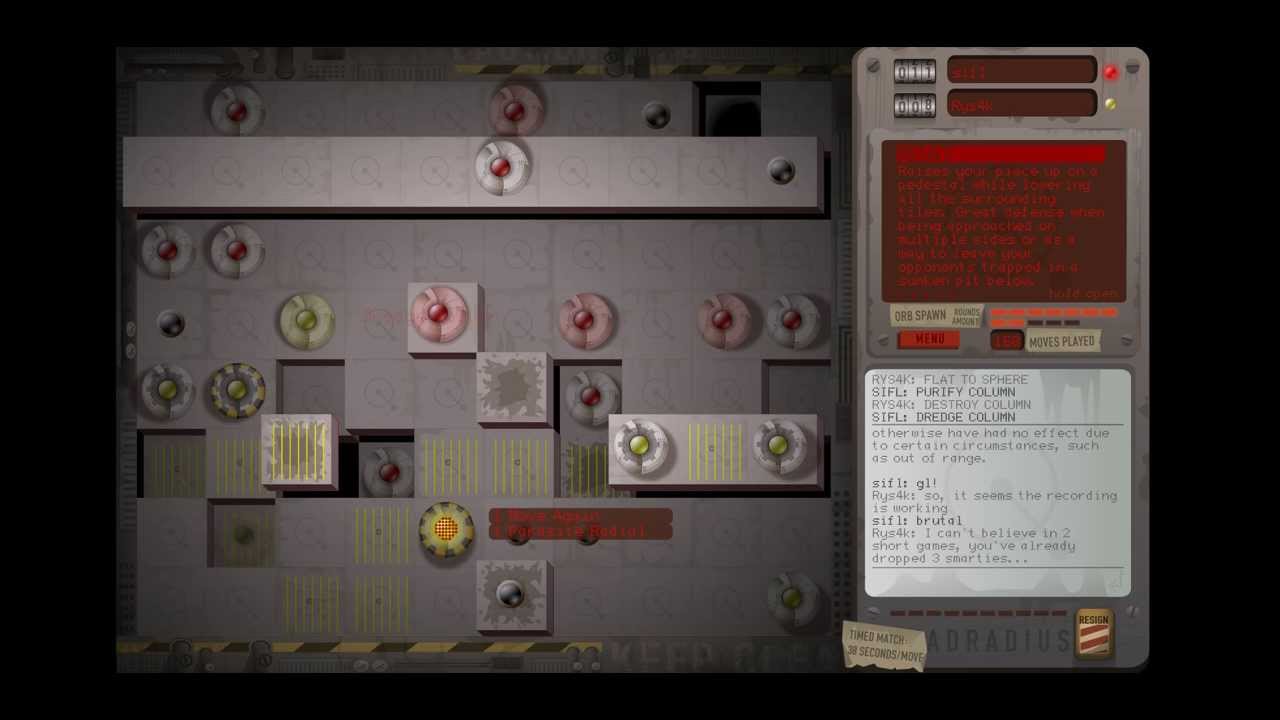 011
sifl
008
Rys4k
Raises your piece up on a
pedestal while lowering
all the surrounding
tiles. Great defense when
being approached on
multiple sides or as a
way to leave your
opponents trapped in a
sunken pit below.
hold open
ORB SPAWN
ROUNDS
AMOUNT
MENU
160
MOVES PLAYED
RYS4K: FLAT TO SPHERE
SIFL: PURIFY COLUMN
RYS4K: DESTROY COLUMN
SIFL: DREDGE COLUMN
otherwise have had no effect due
to certain circumstances, such
as out of range.
sifl: gl!
Rys4k: so, it seems the recording
is working
sifl: brutal
Rys4k: I can't believe in 2
short games, you've already
dropped 3 smarties...
Move Again
Parasite Radial
RESIGN
TIMED MATCH:
38 SECONDS/MOVE
ADRADIUS